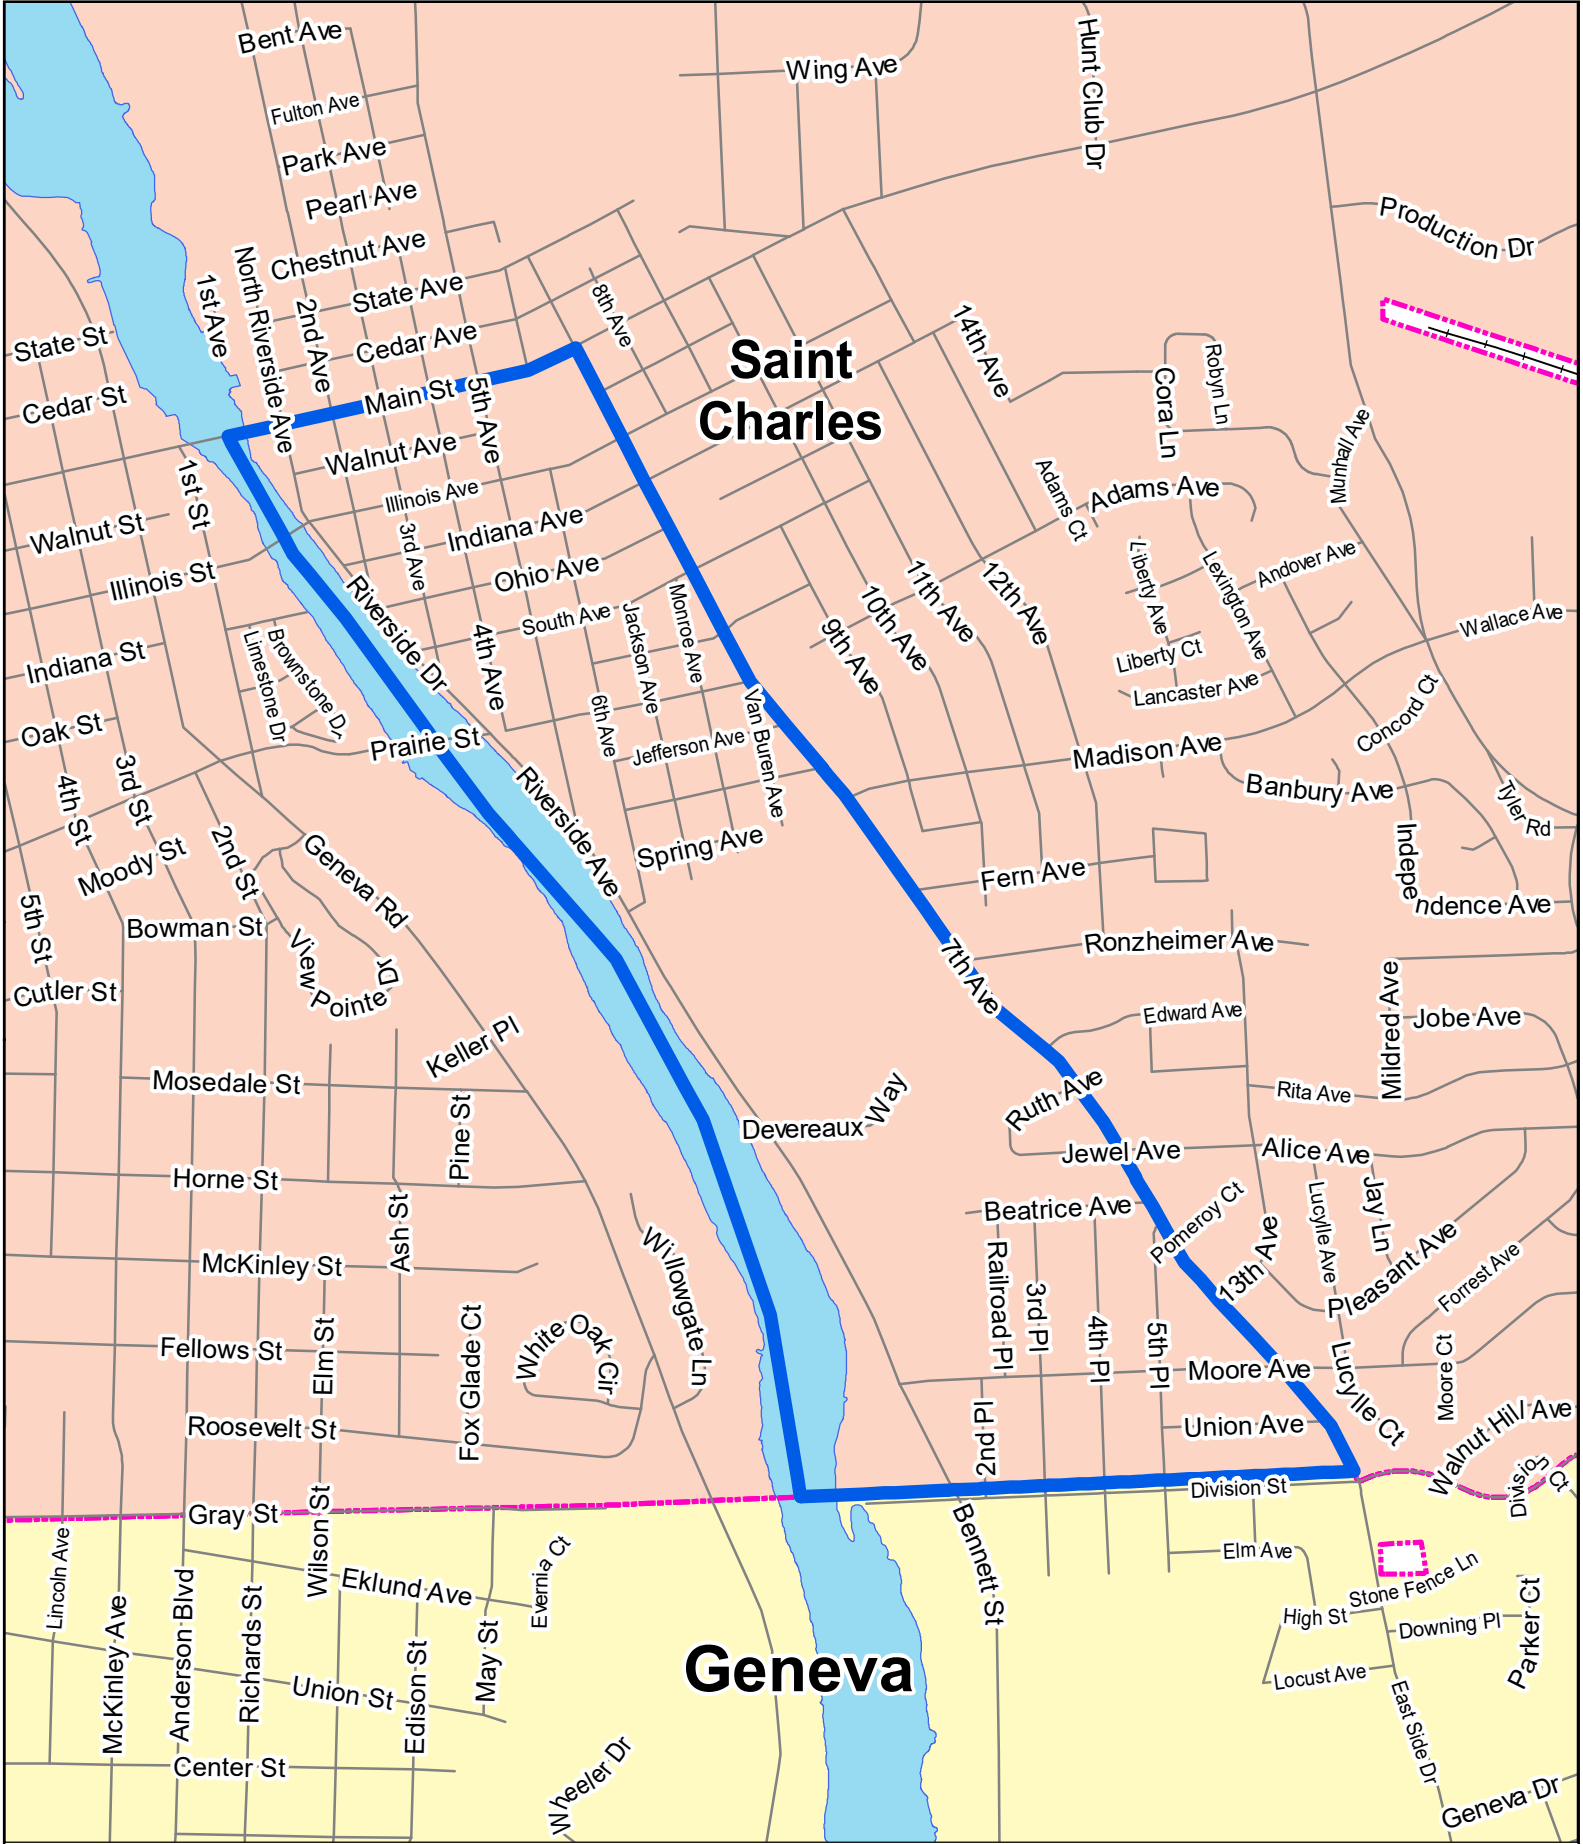 Bent Ave
Wing Ave
Hunt Club Dr
Fulton Ave
Park Ave
Pearl Ave
Production Dr
Chestnut Ave
North Riverside Ave
1st Ave
State Ave
2nd Ave
8th Ave
State St
Cedar Ave
14th Ave
Saint
Charles
Robyn Ln
Cora Ln
Cedar St
Main St
5th Ave
Munhall Ave
Walnut Ave
1st St
Illinois Ave
Adams Ct
Adams Ave
Walnut St
Indiana Ave
3rd Ave
Illinois St
Ohio Ave
Liberty Ave
Lexington Ave
Andover Ave
Riverside Dr
South Ave
Jackson Ave
Monroe Ave
9th Ave
10th Ave
11th Ave
12th Ave
Wallace Ave
Limestone Dr
Brownstone Dr
4th Ave
Liberty Ct
Indiana St
Lancaster Ave
Oak St
Prairie St
6th Ave
Jefferson Ave
Van Buren Ave
Madison Ave
Concord Ct
4th St
3rd St
Riverside Ave
Banbury Ave
Tyler Rd
Moody St
2nd St
Geneva Rd
Spring Ave
Fern Ave
Independence Ave
5th St
Bowman St
View Pointe Dr
7th Ave
Ronzheimer Ave
Cutler St
Edward Ave
Mildred Ave
Jobe Ave
Keller Pl
Mosedale St
Pine St
Devereaux Way
Ruth Ave
Rita Ave
Jewel Ave
Alice Ave
Horne St
Ash St
Beatrice Ave
Pomeroy Ct
Lucylle Ave
Jay Ln
McKinley St
Willowgate Ln
Railroad Pl
3rd Pl
4th Pl
5th Pl
13th Ave
Pleasant Ave
Forrest Ave
Fellows St
Elm St
Fox Glade Ct
White Oak Cir
Moore Ave
Lucylle Ct
Moore Ct
Roosevelt St
2nd Pl
Union Ave
Walnut Hill Ave
Gray St
Wilson St
Division St
Division Ct
Lincoln Ave
Bennett St
Elm Ave
Eklund Ave
Evernia Ct
Stone Fence Ln
McKinley Ave
Anderson Blvd
Richards St
Edison St
May St
High St
Downing Pl
Parker Ct
Geneva
Union St
Locust Ave
East Side Dr
Center St
Wheeler Dr
Geneva Dr